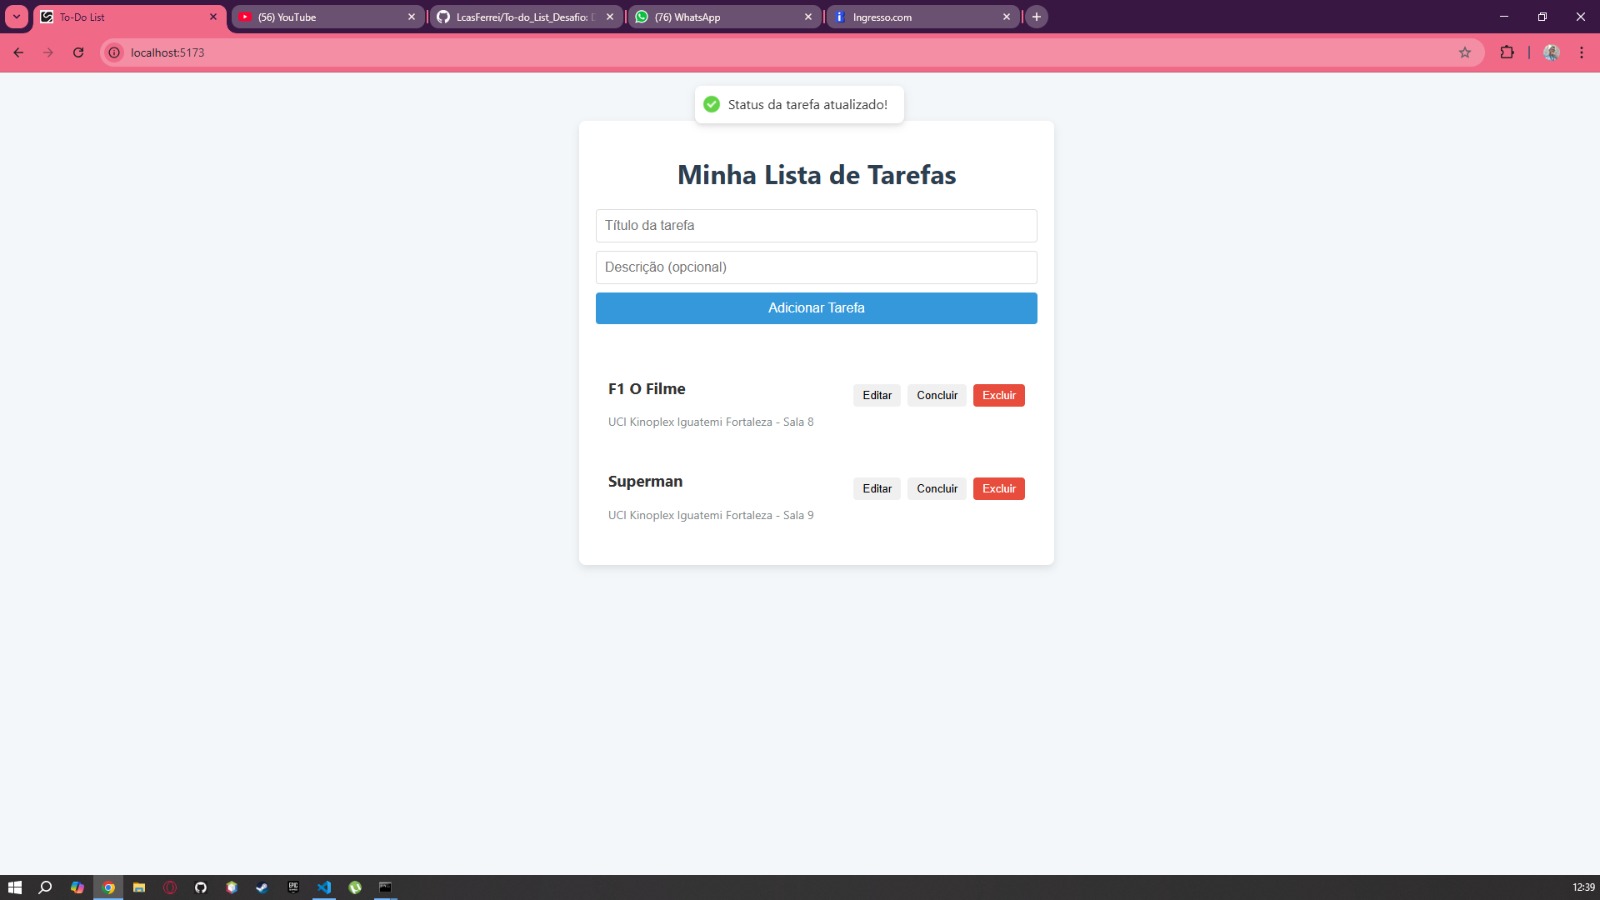 To-Do List
(56) YouTube
LcasFerrei/To-do_List_Desafio:
(76) WhatsApp
Ingresso.com
localhost:5173
Status da tarefa atualizado!
Minha Lista de Tarefas
Título da tarefa
Descrição (opcional)
Adicionar Tarefa
F1 O Filme
Editar
Concluir
Excluir
UCI Kinoplex Iguatemi Fortaleza - Sala 8
Superman
Editar
Concluir
Excluir
UCI Kinoplex Iguatemi Fortaleza - Sala 9
EPIC
12:39